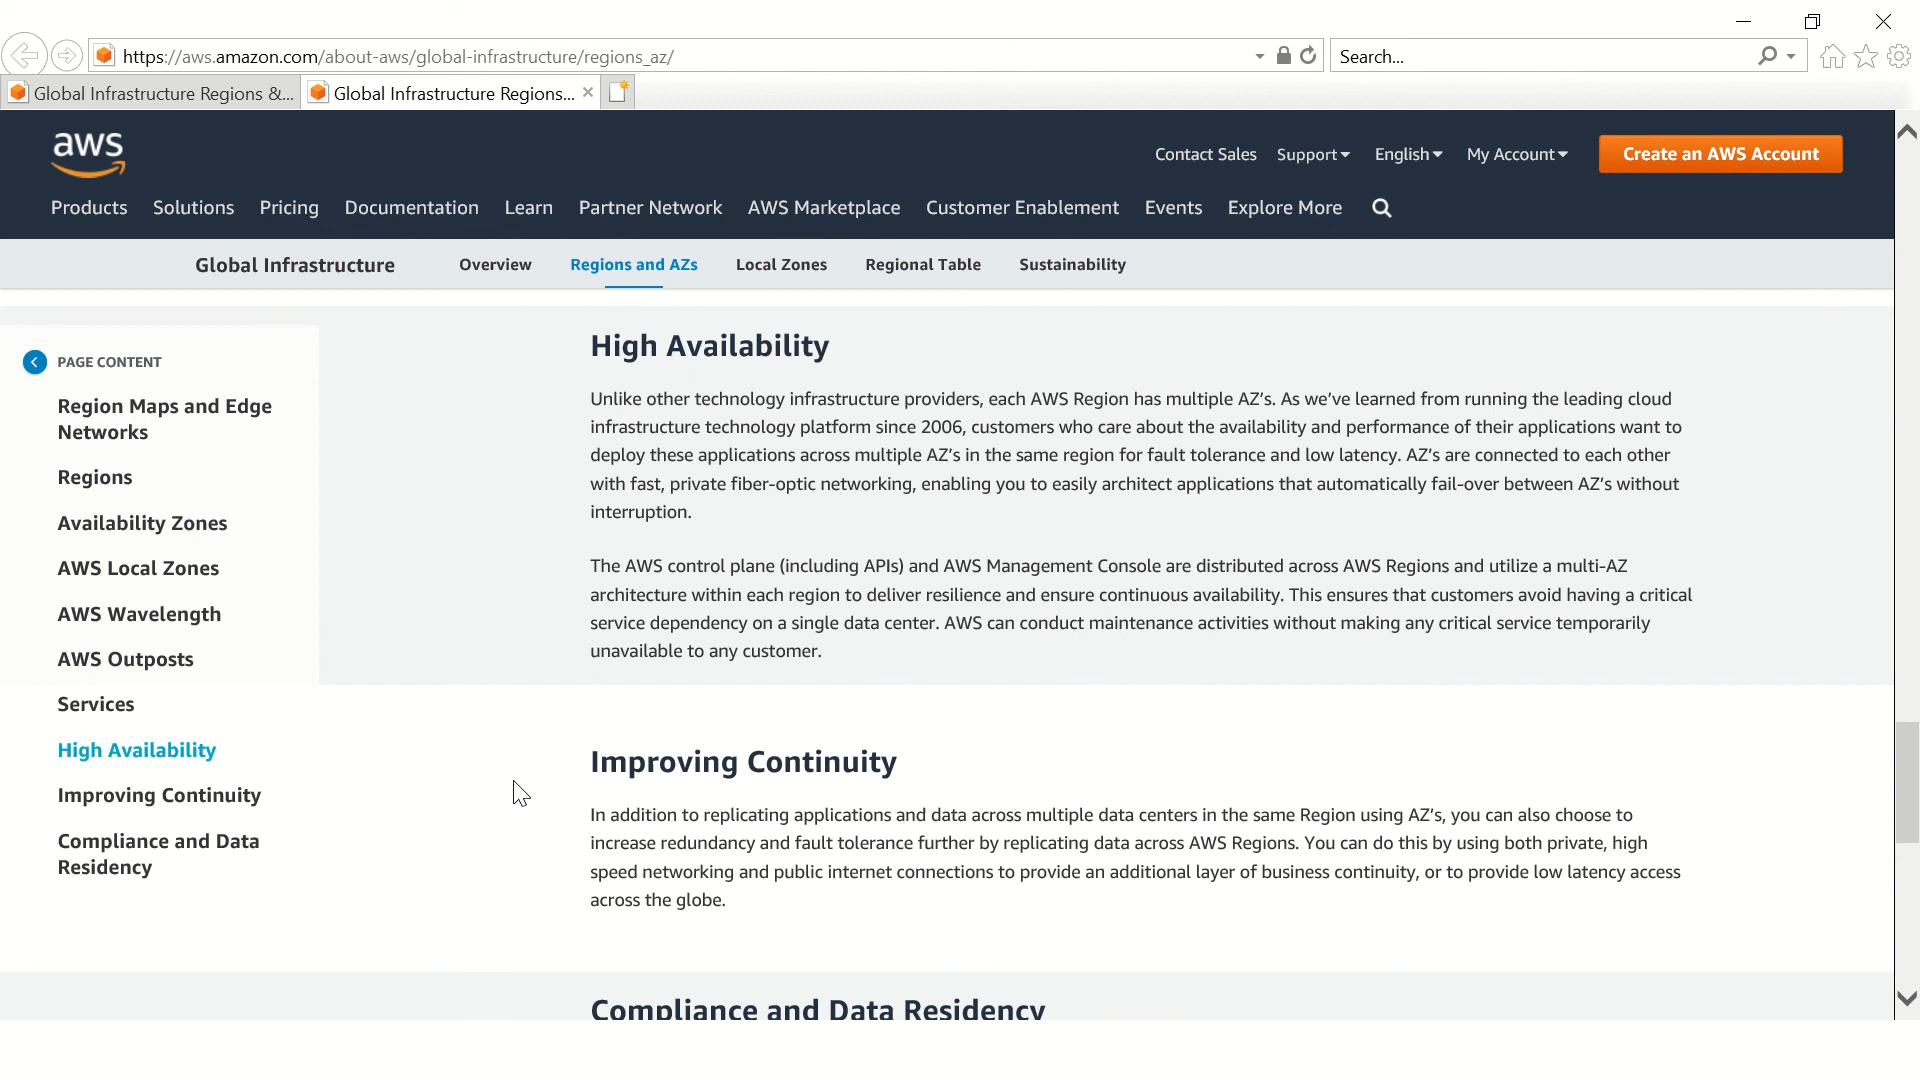 https://aws.amazon.com/about-aws/global-infrastructure/regions_az/
Search...
Global Infrastructure Regions &...
Global Infrastructure Regions...
aws
Contact Sales Support English My Account Create an AWS Account
Products Solutions Pricing Documentation Learn Partner Network AWS Marketplace Customer Enablement Events Explore More
Global Infrastructure Overview Regions and AZs Local Zones Regional Table Sustainability
PAGE CONTENT
Region Maps and Edge
Networks
Regions
Availability Zones
AWS Local Zones
AWS Wavelength
AWS Outposts
Services
High Availability
Improving Continuity
Compliance and Data
Residency
High Availability
Unlike other technology infrastructure providers, each AWS Region has multiple AZ's. As we've learned from running the leading cloud
infrastructure technology platform since 2006, customers who care about the availability and performance of their applications want to
deploy these applications across multiple AZ's in the same region for fault tolerance and low latency. AZ's are connected to each other
with fast, private fiber-optic networking, enabling you to easily architect applications that automatically fail-over between AZ's without
interruption.
The AWS control plane (including APIs) and AWS Management Console are distributed across AWS Regions and utilize a multi-AZ
architecture within each region to deliver resilience and ensure continuous availability. This ensures that customers avoid having a critical
service dependency on a single data center. AWS can conduct maintenance activities without making any critical service temporarily
unavailable to any customer.
Improving Continuity
In addition to replicating applications and data across multiple data centers in the same Region using AZ's, you can also choose to
increase redundancy and fault tolerance further by replicating data across AWS Regions. You can do this by using both private, high
speed networking and public internet connections to provide an additional layer of business continuity, or to provide low latency access
across the globe.
Compliance and Data Residency